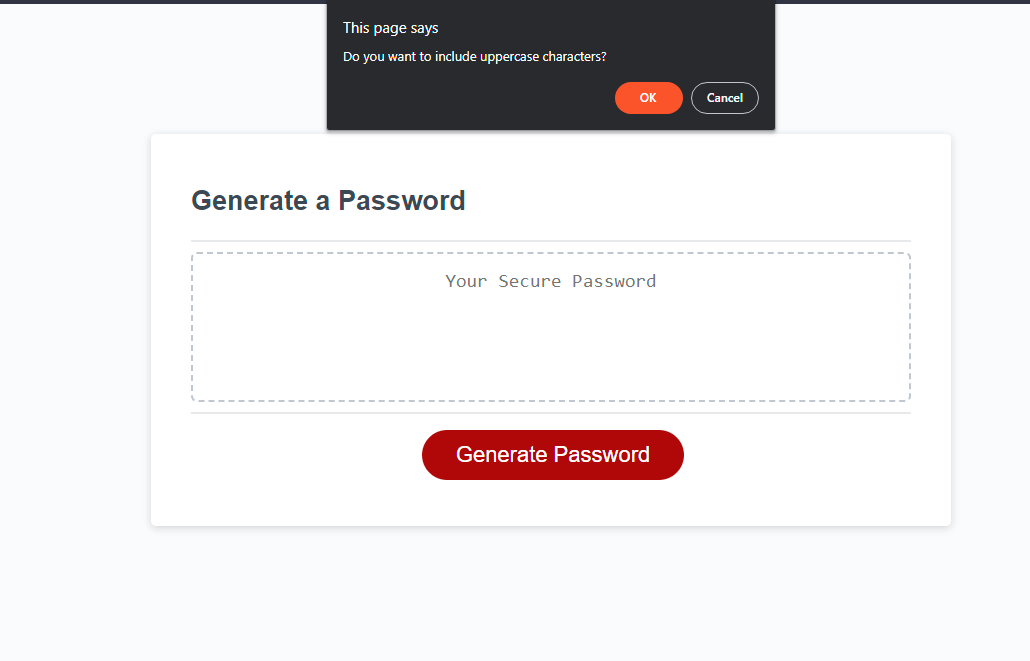 This page says
Do you want to include uppercase characters?
OK
Cancel
Generate a Password
Your Secure Password
Generate Password